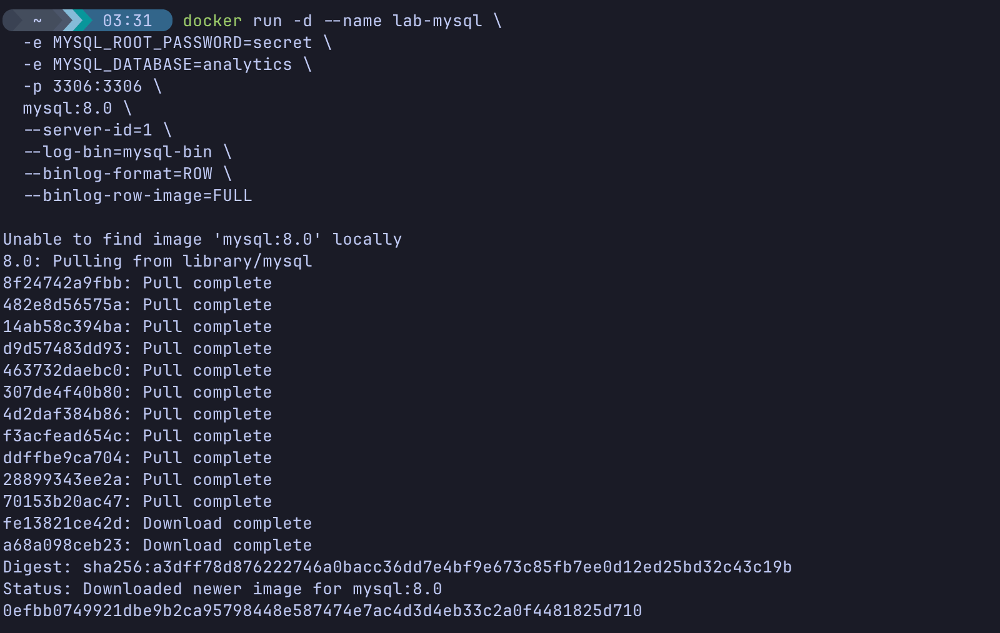 ~ 03:31 docker run -d --name lab-mysql \
-e MYSQL_ROOT_PASSWORD=secret \
-e MYSQL_DATABASE=analytics \
-p 3306:3306 \
mysql:8.0 \
--server-id=1 \
--log-bin=mysql-bin \
--binlog-format=ROW \
--binlog-row-image=FULL
Unable to find image 'mysql:8.0' locally
8.0: Pulling from library/mysql
8f24742a9fbb: Pull complete
482e8d56575a: Pull complete
14ab58c394ba: Pull complete
d9d57483dd93: Pull complete
463732daebc0: Pull complete
307de4f40b80: Pull complete
4d2daf384b86: Pull complete
f3acfead654c: Pull complete
ddffbe9ca704: Pull complete
28899343ee2a: Pull complete
70153b20ac47: Pull complete
fe13821ce42d: Download complete
a68a098ceb23: Download complete
Digest: sha256:a3dff78d876222746a0bacc36dd7e4bf9e673c85fb7ee0d12ed25bd32c43c19b
Status: Downloaded newer image for mysql:8.0
0efbb0749921dbe9b2ca95798448e587474e7ac4d3d4eb33c2a0f4481825d710